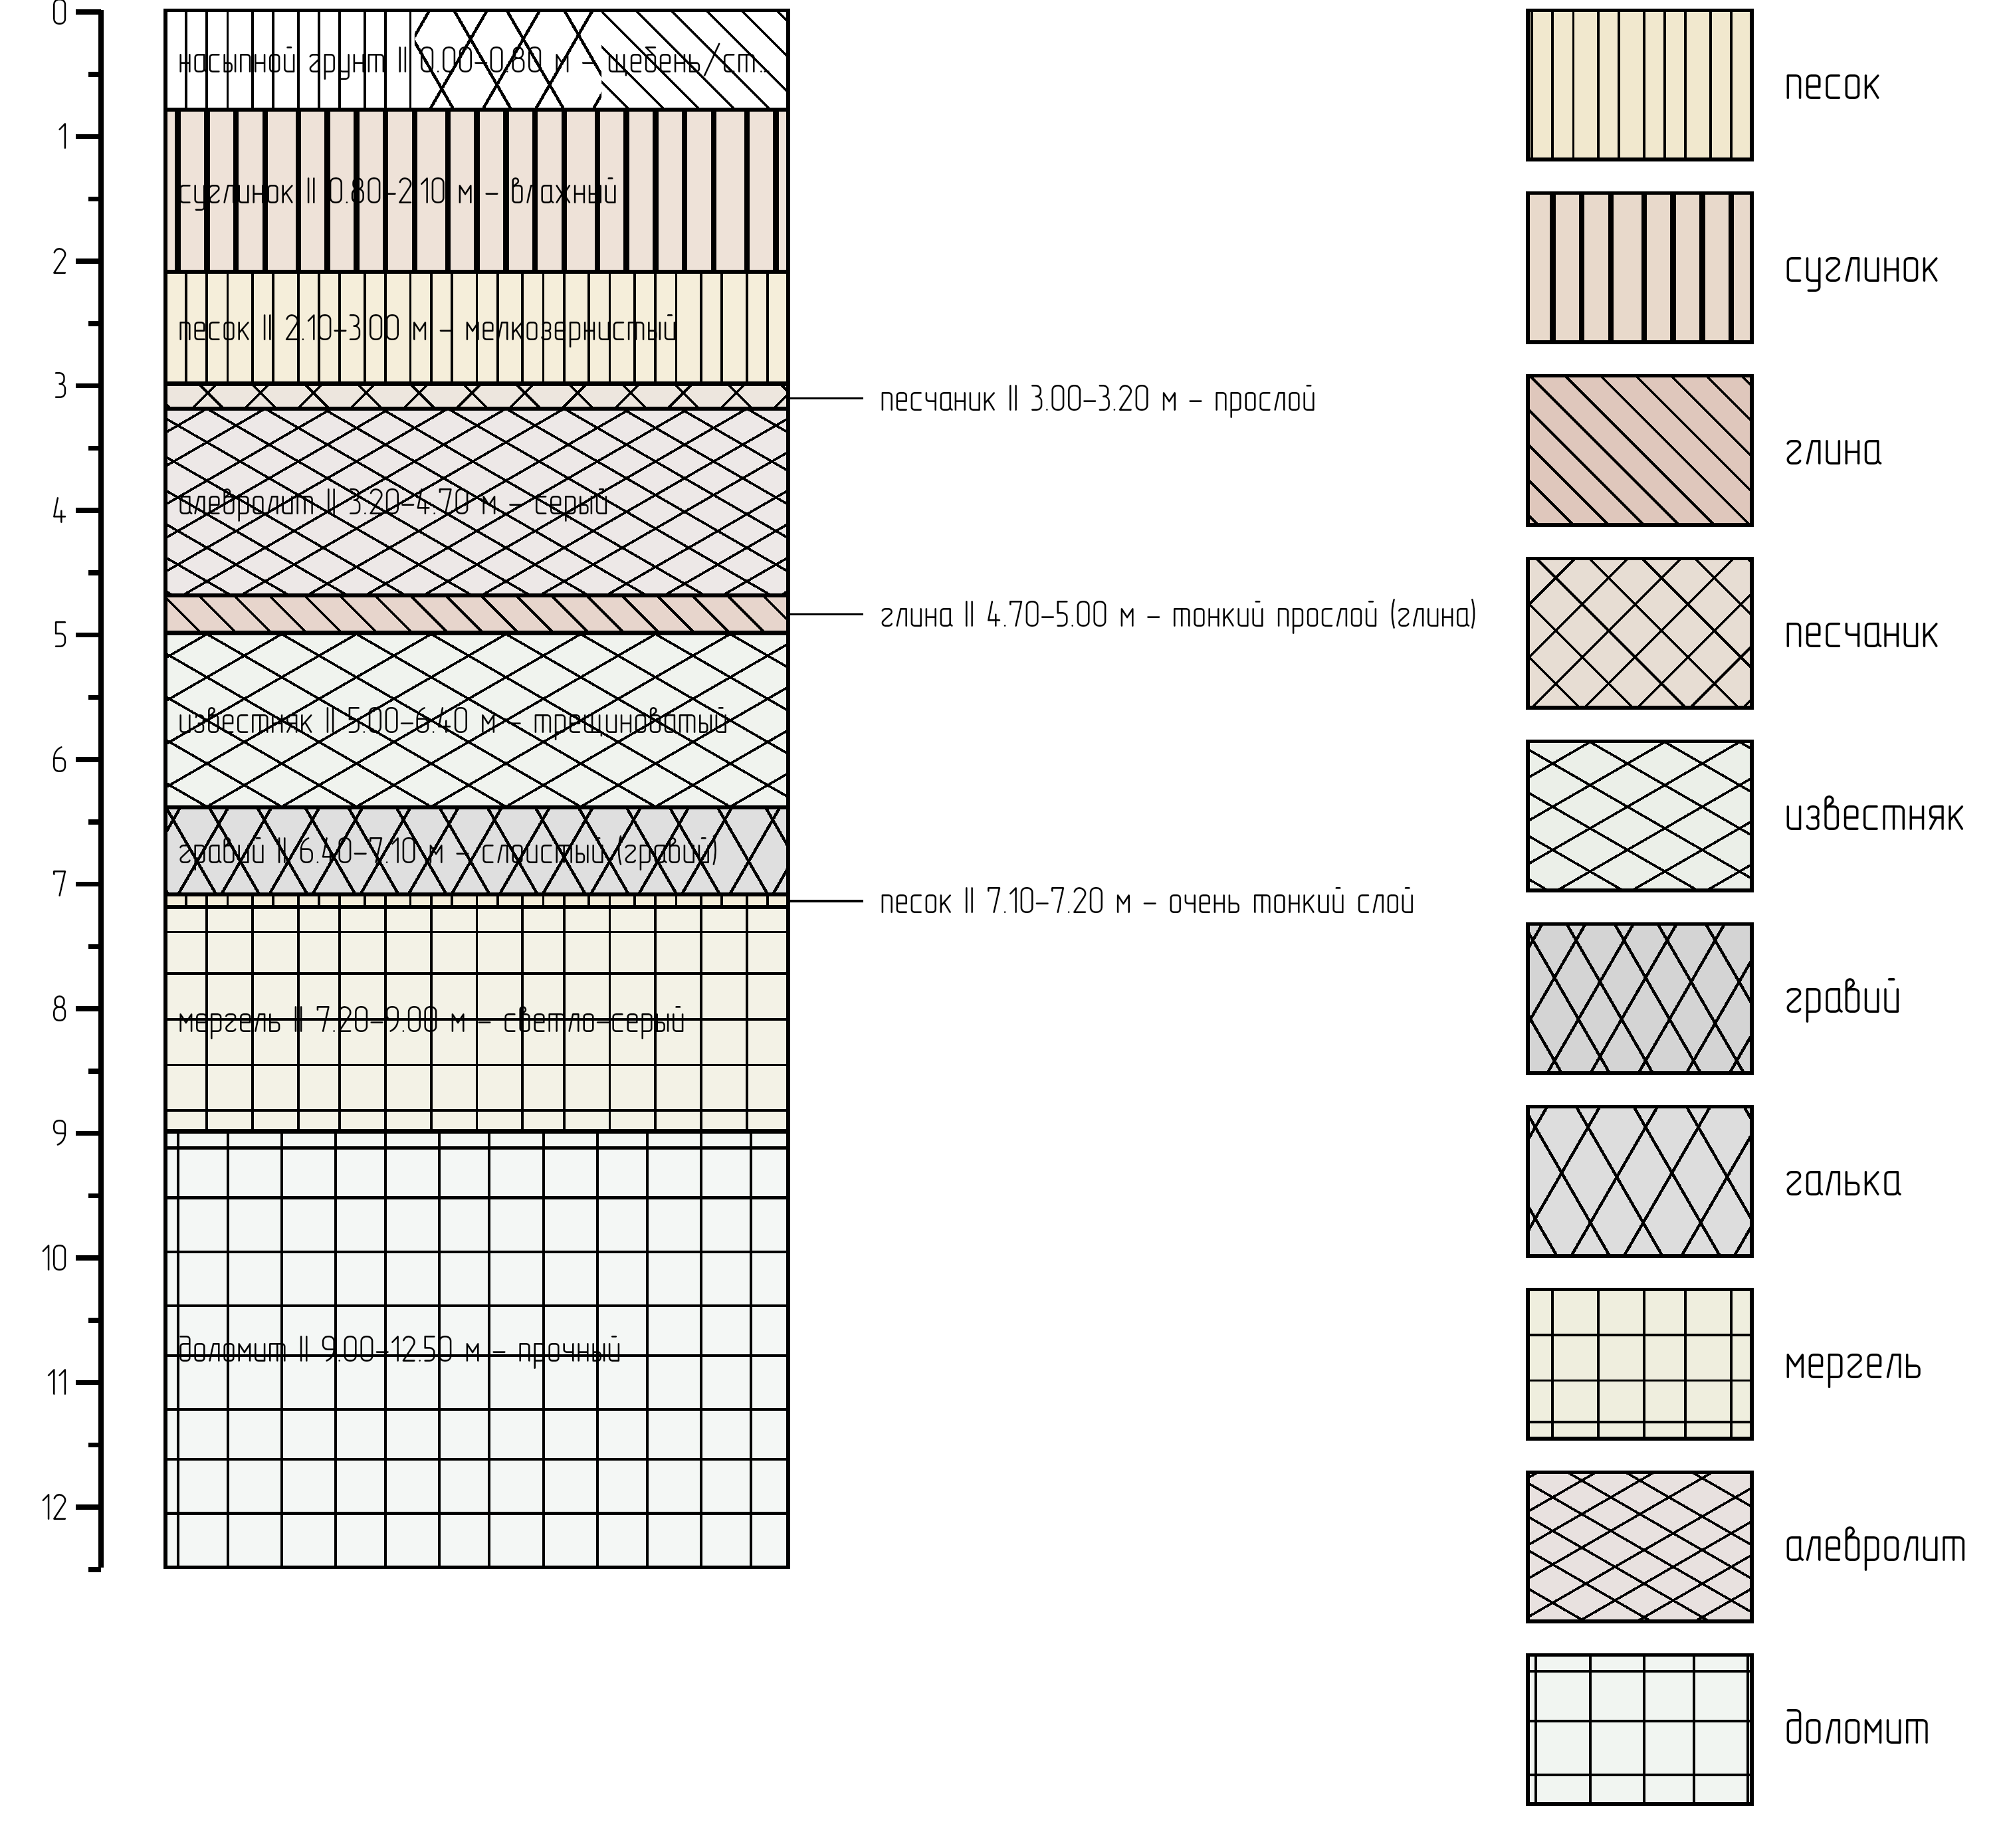 0
насыпной грунт || 0.00–0.80 м – щебень/ст..
1
суглинок || 0.80–2.10 м – влажный
2
песок || 2.10–3.00 м – мелкозернистый
3
песчаник || 3.00–3.20 м – прослой
алевролит || 3.20–4.70 м – серый
4
глина || 4.70–5.00 м – тонкий прослой (глина)
5
известняк || 5.00–6.40 м – трещиноватый
6
гравий || 6.40–7.10 м – слоистый (гравий)
7
песок || 7.10–7.20 м – очень тонкий слой
8
мергель || 7.20–9.00 м – светло-серый
9
10
доломит || 9.00–12.50 м – прочный
11
12
песок
суглинок
глина
песчаник
известняк
гравий
галька
мергель
алевролит
доломит